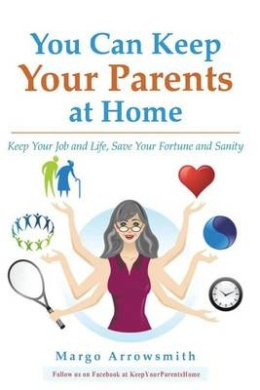 You Can Keep
Your Parents
at Home
Keep Your Job and Life, Save Your Fortune and Sanity
Margo Arrowsmith
Follow us on Facebook at KeepYourParentsHome